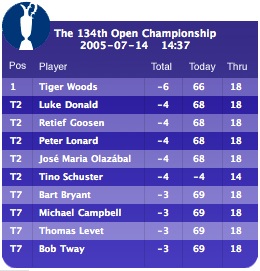 The 134th Open Championship
2005-07-14 14:37
Pos Player Total Today Thru
1 Tiger Woods -6 66 18
T2 Luke Donald -4 68 18
T2 Retief Goosen -4 68 18
T2 Peter Lonard -4 68 18
T2 José Maria Olazábal -4 68 18
T2 Tino Schuster -4 -4 14
T7 Bart Bryant -3 69 18
T7 Michael Campbell -3 69 18
T7 Thomas Levet -3 69 18
T7 Bob Tway -3 69 18